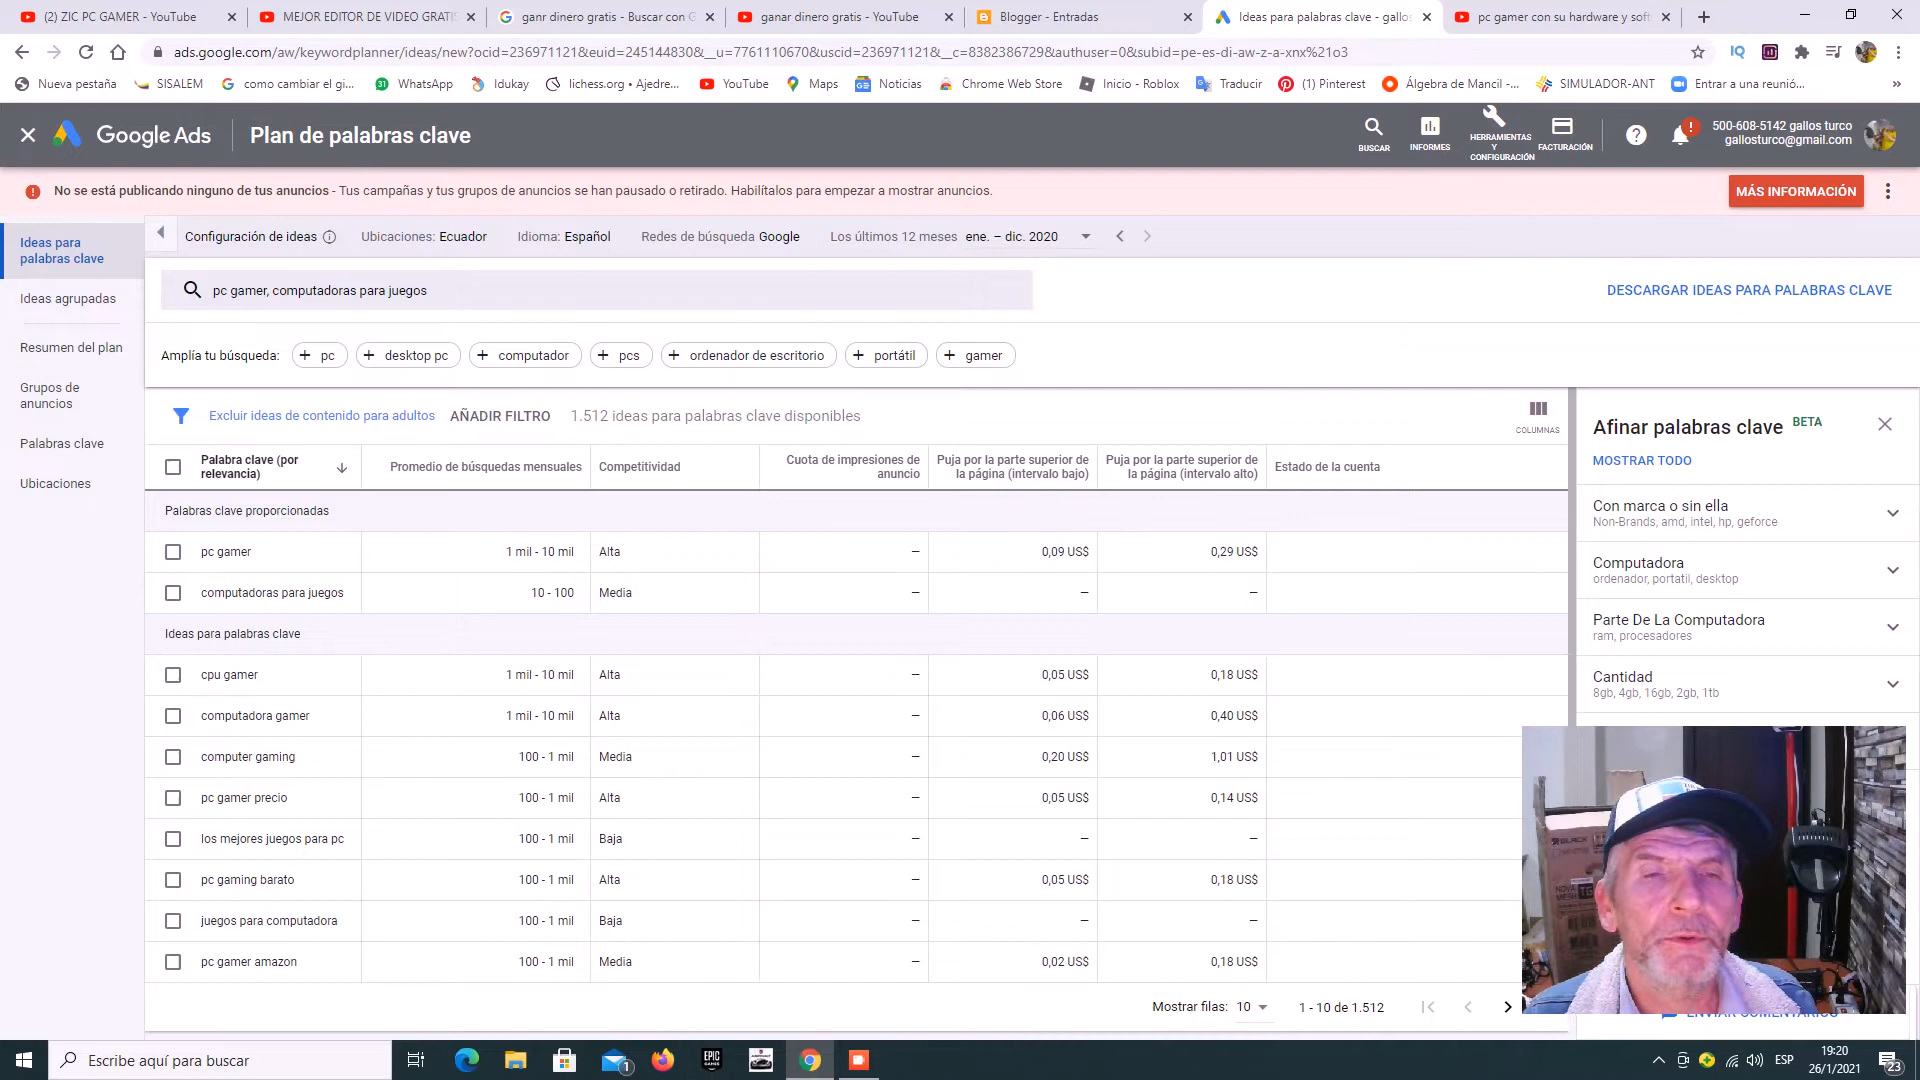 (2) ZIC PC GAMER - YouTube
MEJOR EDITOR DE VIDEO GRATIS
ganr dinero gratis - Buscar con G
ganar dinero gratis - YouTube
Blogger - Entradas
Ideas para palabras clave - gallos
pc gamer con su hardware y soft
ads.google.com/aw/keywordplanner/ideas/new?ocid=236971121&euid=245144830&__u=7761110670&uscid=236971121&__c=8382386729&authuser=0&subid=pe-es-di-aw-z-a-xnx%21o3
Nueva pestaña
SISALEM
como cambiar el gi...
WhatsApp
Idukay
lichess.org • Ajedre...
YouTube
Maps
Noticias
Chrome Web Store
Inicio - Roblox
Traducir
(1) Pinterest
Álgebra de Mancil -...
SIMULADOR-ANT
Entrar a una reunió...
Google Ads
Plan de palabras clave
BUSCAR
INFORMES
HERRAMIENTAS
Y
CONFIGURACIÓN
FACTURACIÓN
500-608-5142 gallos turco
gallosturco@gmail.com
No se está publicando ninguno de tus anuncios - Tus campañas y tus grupos de anuncios se han pausado o retirado. Habilítalos para empezar a mostrar anuncios.
MÁS INFORMACIÓN
Ideas para
palabras clave
Ideas agrupadas
Resumen del plan
Grupos de
anuncios
Palabras clave
Ubicaciones
Configuración de ideas
Ubicaciones: Ecuador
Idioma: Español
Redes de búsqueda Google
Los últimos 12 meses ene. – dic. 2020
pc gamer, computadoras para juegos
DESCARGAR IDEAS PARA PALABRAS CLAVE
Amplía tu búsqueda:
+ pc
+ desktop pc
+ computador
+ pcs
+ ordenador de escritorio
+ portátil
+ gamer
Excluir ideas de contenido para adultos
AÑADIR FILTRO
1.512 ideas para palabras clave disponibles
COLUMNAS
Palabra clave (por
relevancia)
Promedio de búsquedas mensuales
Competitividad
Cuota de impresiones de
anuncio
Puja por la parte superior de
la página (intervalo bajo)
Puja por la parte superior de
la página (intervalo alto)
Estado de la cuenta
Palabras clave proporcionadas
pc gamer 1 mil - 10 mil Alta – 0,09 US$ 0,29 US$
computadoras para juegos 10 - 100 Media – – –
Ideas para palabras clave
cpu gamer 1 mil - 10 mil Alta – 0,05 US$ 0,18 US$
computadora gamer 1 mil - 10 mil Alta – 0,06 US$ 0,40 US$
computer gaming 100 - 1 mil Media – 0,20 US$ 1,01 US$
pc gamer precio 100 - 1 mil Alta – 0,05 US$ 0,14 US$
los mejores juegos para pc 100 - 1 mil Baja – – –
pc gaming barato 100 - 1 mil Alta – 0,05 US$ 0,18 US$
juegos para computadora 100 - 1 mil Baja – – –
pc gamer amazon 100 - 1 mil Media – 0,02 US$ 0,18 US$
Mostrar filas: 10
1 - 10 de 1.512
Afinar palabras clave BETA
MOSTRAR TODO
Con marca o sin ella
Non-Brands, amd, intel, hp, geforce
Computadora
ordenador, portatil, desktop
Parte De La Computadora
ram, procesadores
Cantidad
8gb, 4gb, 16gb, 2gb, 1tb
Escribe aquí para buscar
1
EPIC
ESP
19:20
26/1/2021
23